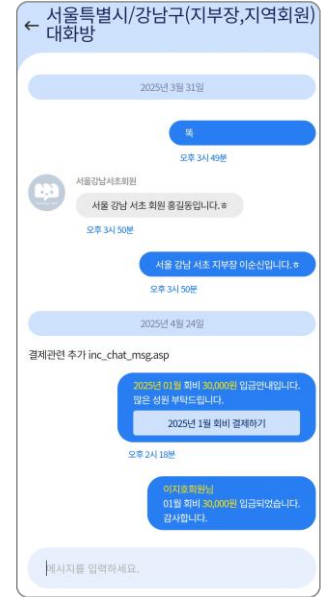 ← 서울특별시/강남구(지부장,지역회원)
대화방
2025년 3월 31일
똑
오후 3시 49분
서울강남서초회원
서울 강남 서초 회원 홍길동입니다.ㅎ
오후 3시 50분
서울 강남 서초 지부장 이순신입니다.ㅎ
오후 3시 50분
2025년 4월 24일
결제관련 추가 inc_chat_msg.asp
2025년 01월 회비 30,000원 입금안내입니다.
많은 성원 부탁드립니다.
2025년 1월 회비 결제하기
오후 2시 18분
이지호회원님
01월 회비 30,000원 입금되었습니다.
감사합니다.
메시지를 입력하세요.